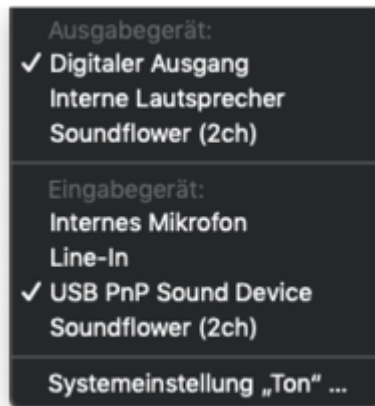 Ausgabegerät:
✓ Digitaler Ausgang
Interne Lautsprecher
Soundflower (2ch)
Eingabegerät:
Internes Mikrofon
Line-In
✓ USB PnP Sound Device
Soundflower (2ch)
Systemeinstellung „Ton“ ...